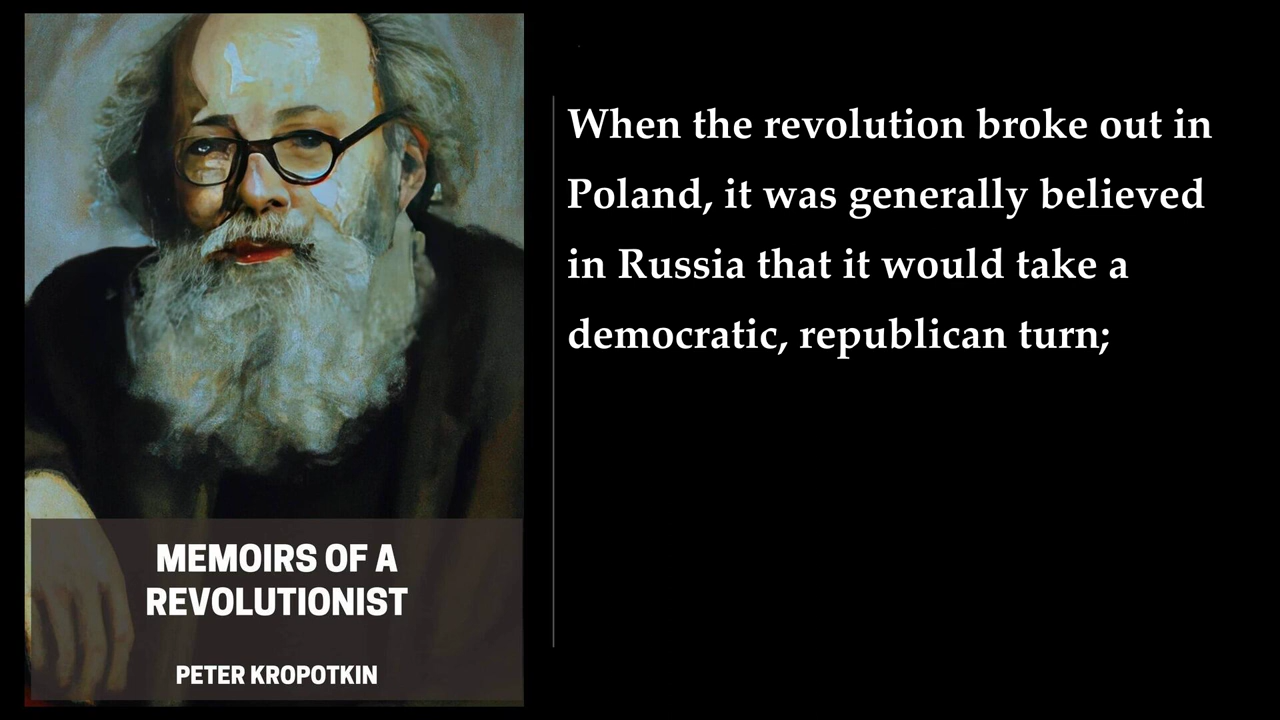 When the revolution broke out in
Poland, it was generally believed
in Russia that it would take a
democratic, republican turn;
MEMOIRS OF A
REVOLUTIONIST
PETER KROPOTKIN